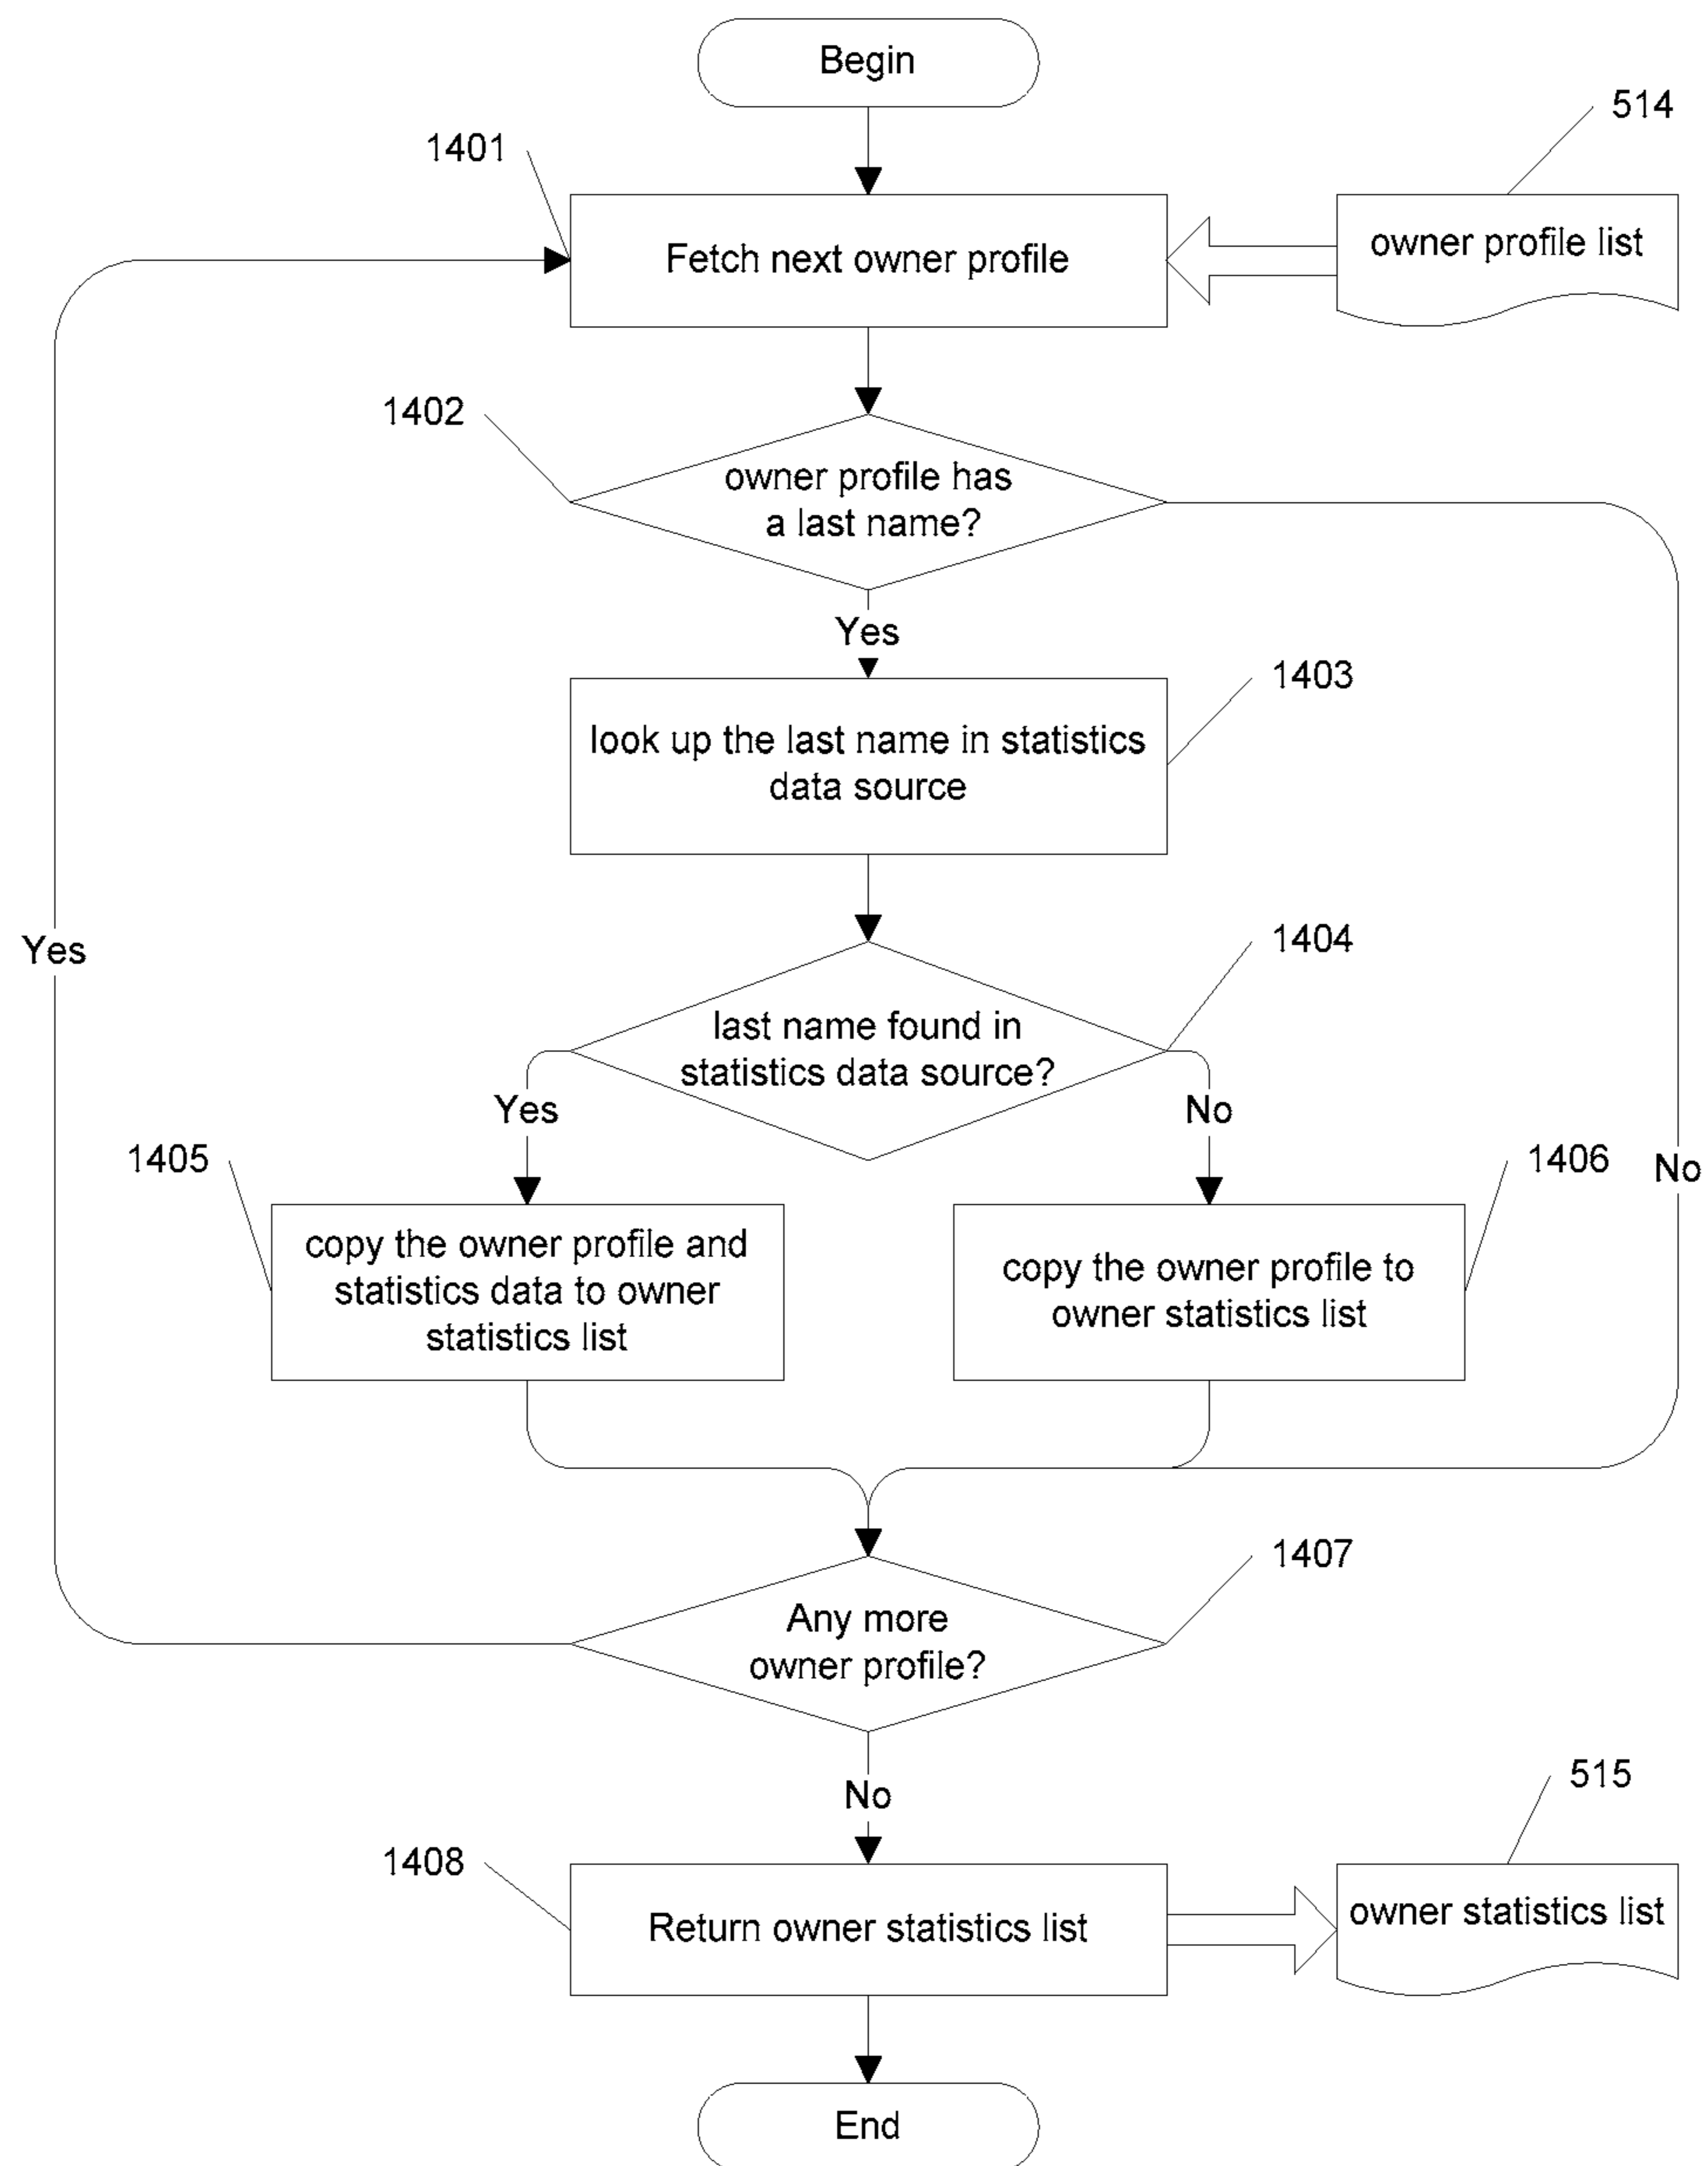 Begin
514
1401
Fetch next owner profile
owner profile list
1402
owner profile has
a last name?
Yes
1403
look up the last name in statistics
data source
Yes
1404
last name found in
statistics data source?
Yes
No
1405
1406
No
copy the owner profile and
statistics data to owner
statistics list
copy the owner profile to
owner statistics list
1407
Any more
owner profile?
No
515
1408
Return owner statistics list
owner statistics list
End